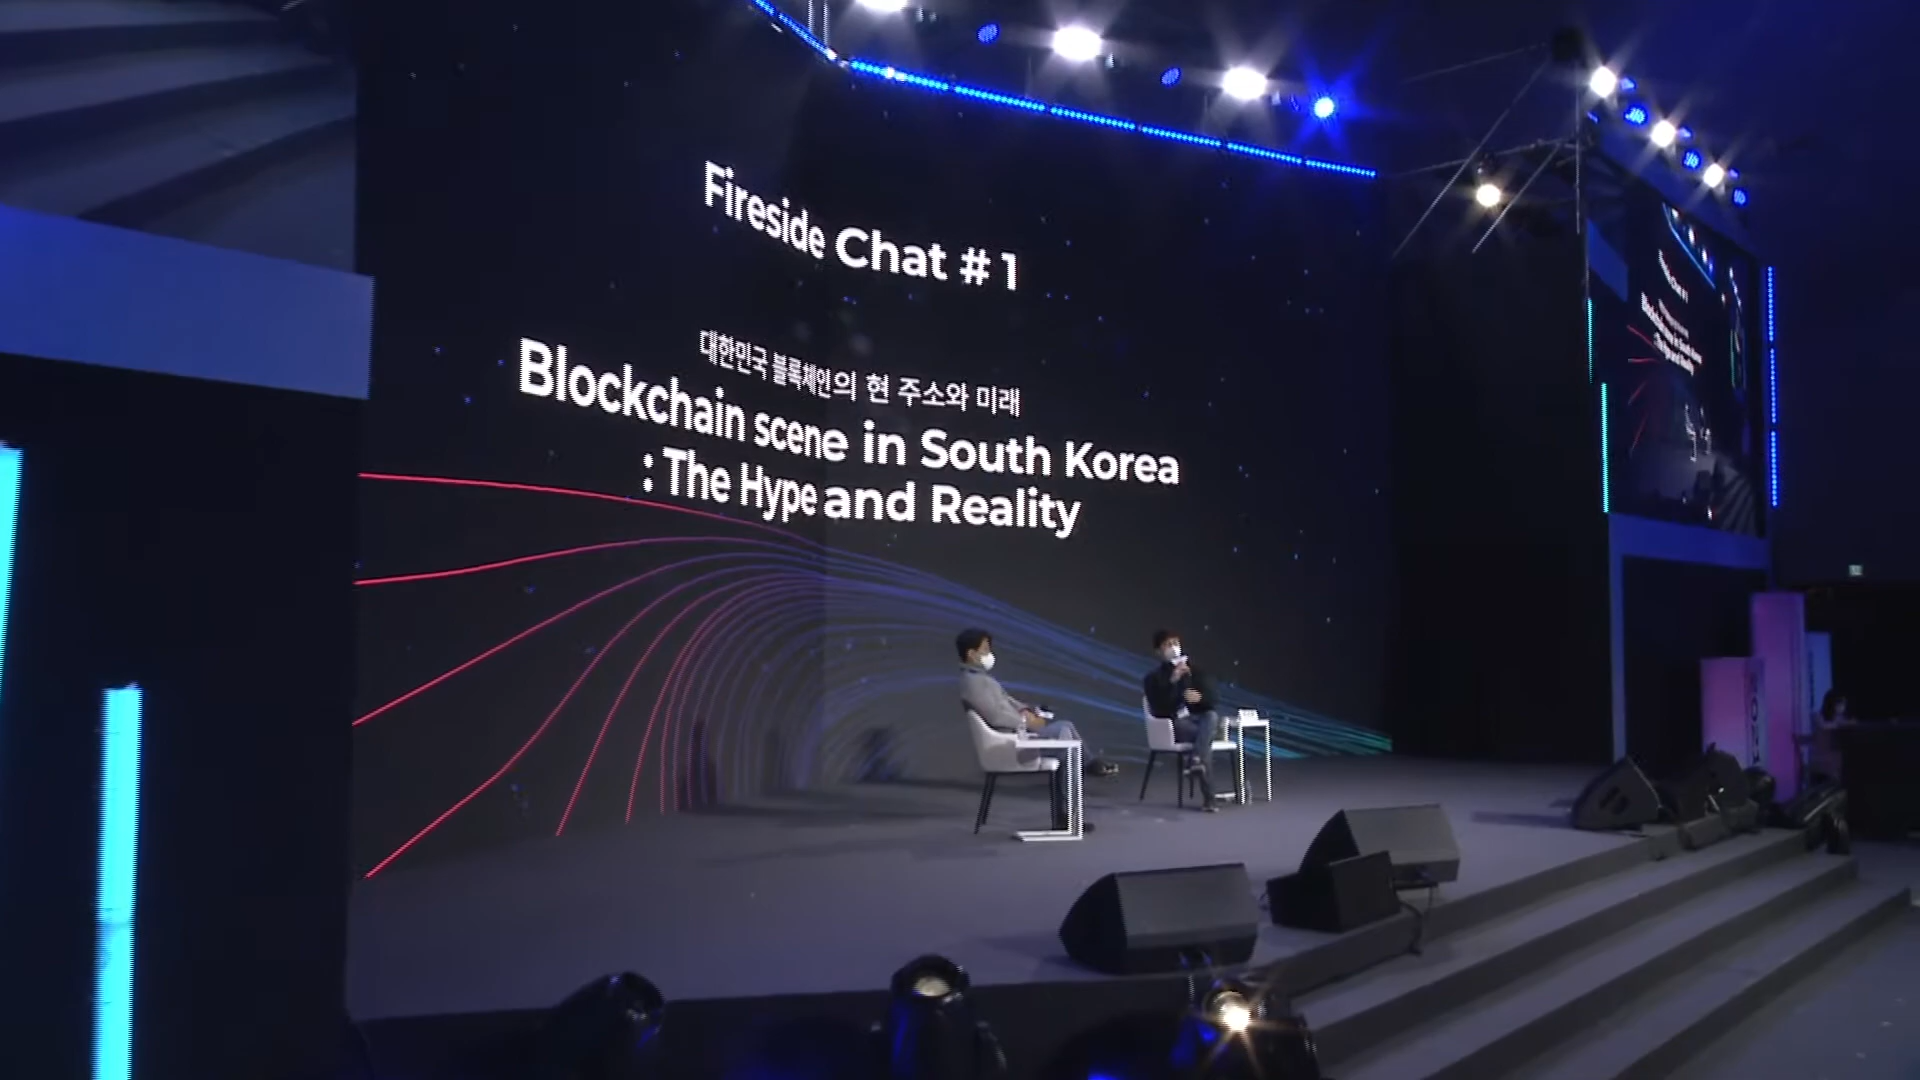 Fireside Chat # 1
대한민국 블록체인의 현 주소와 미래
Blockchain scene in South Korea
: The Hype and Reality